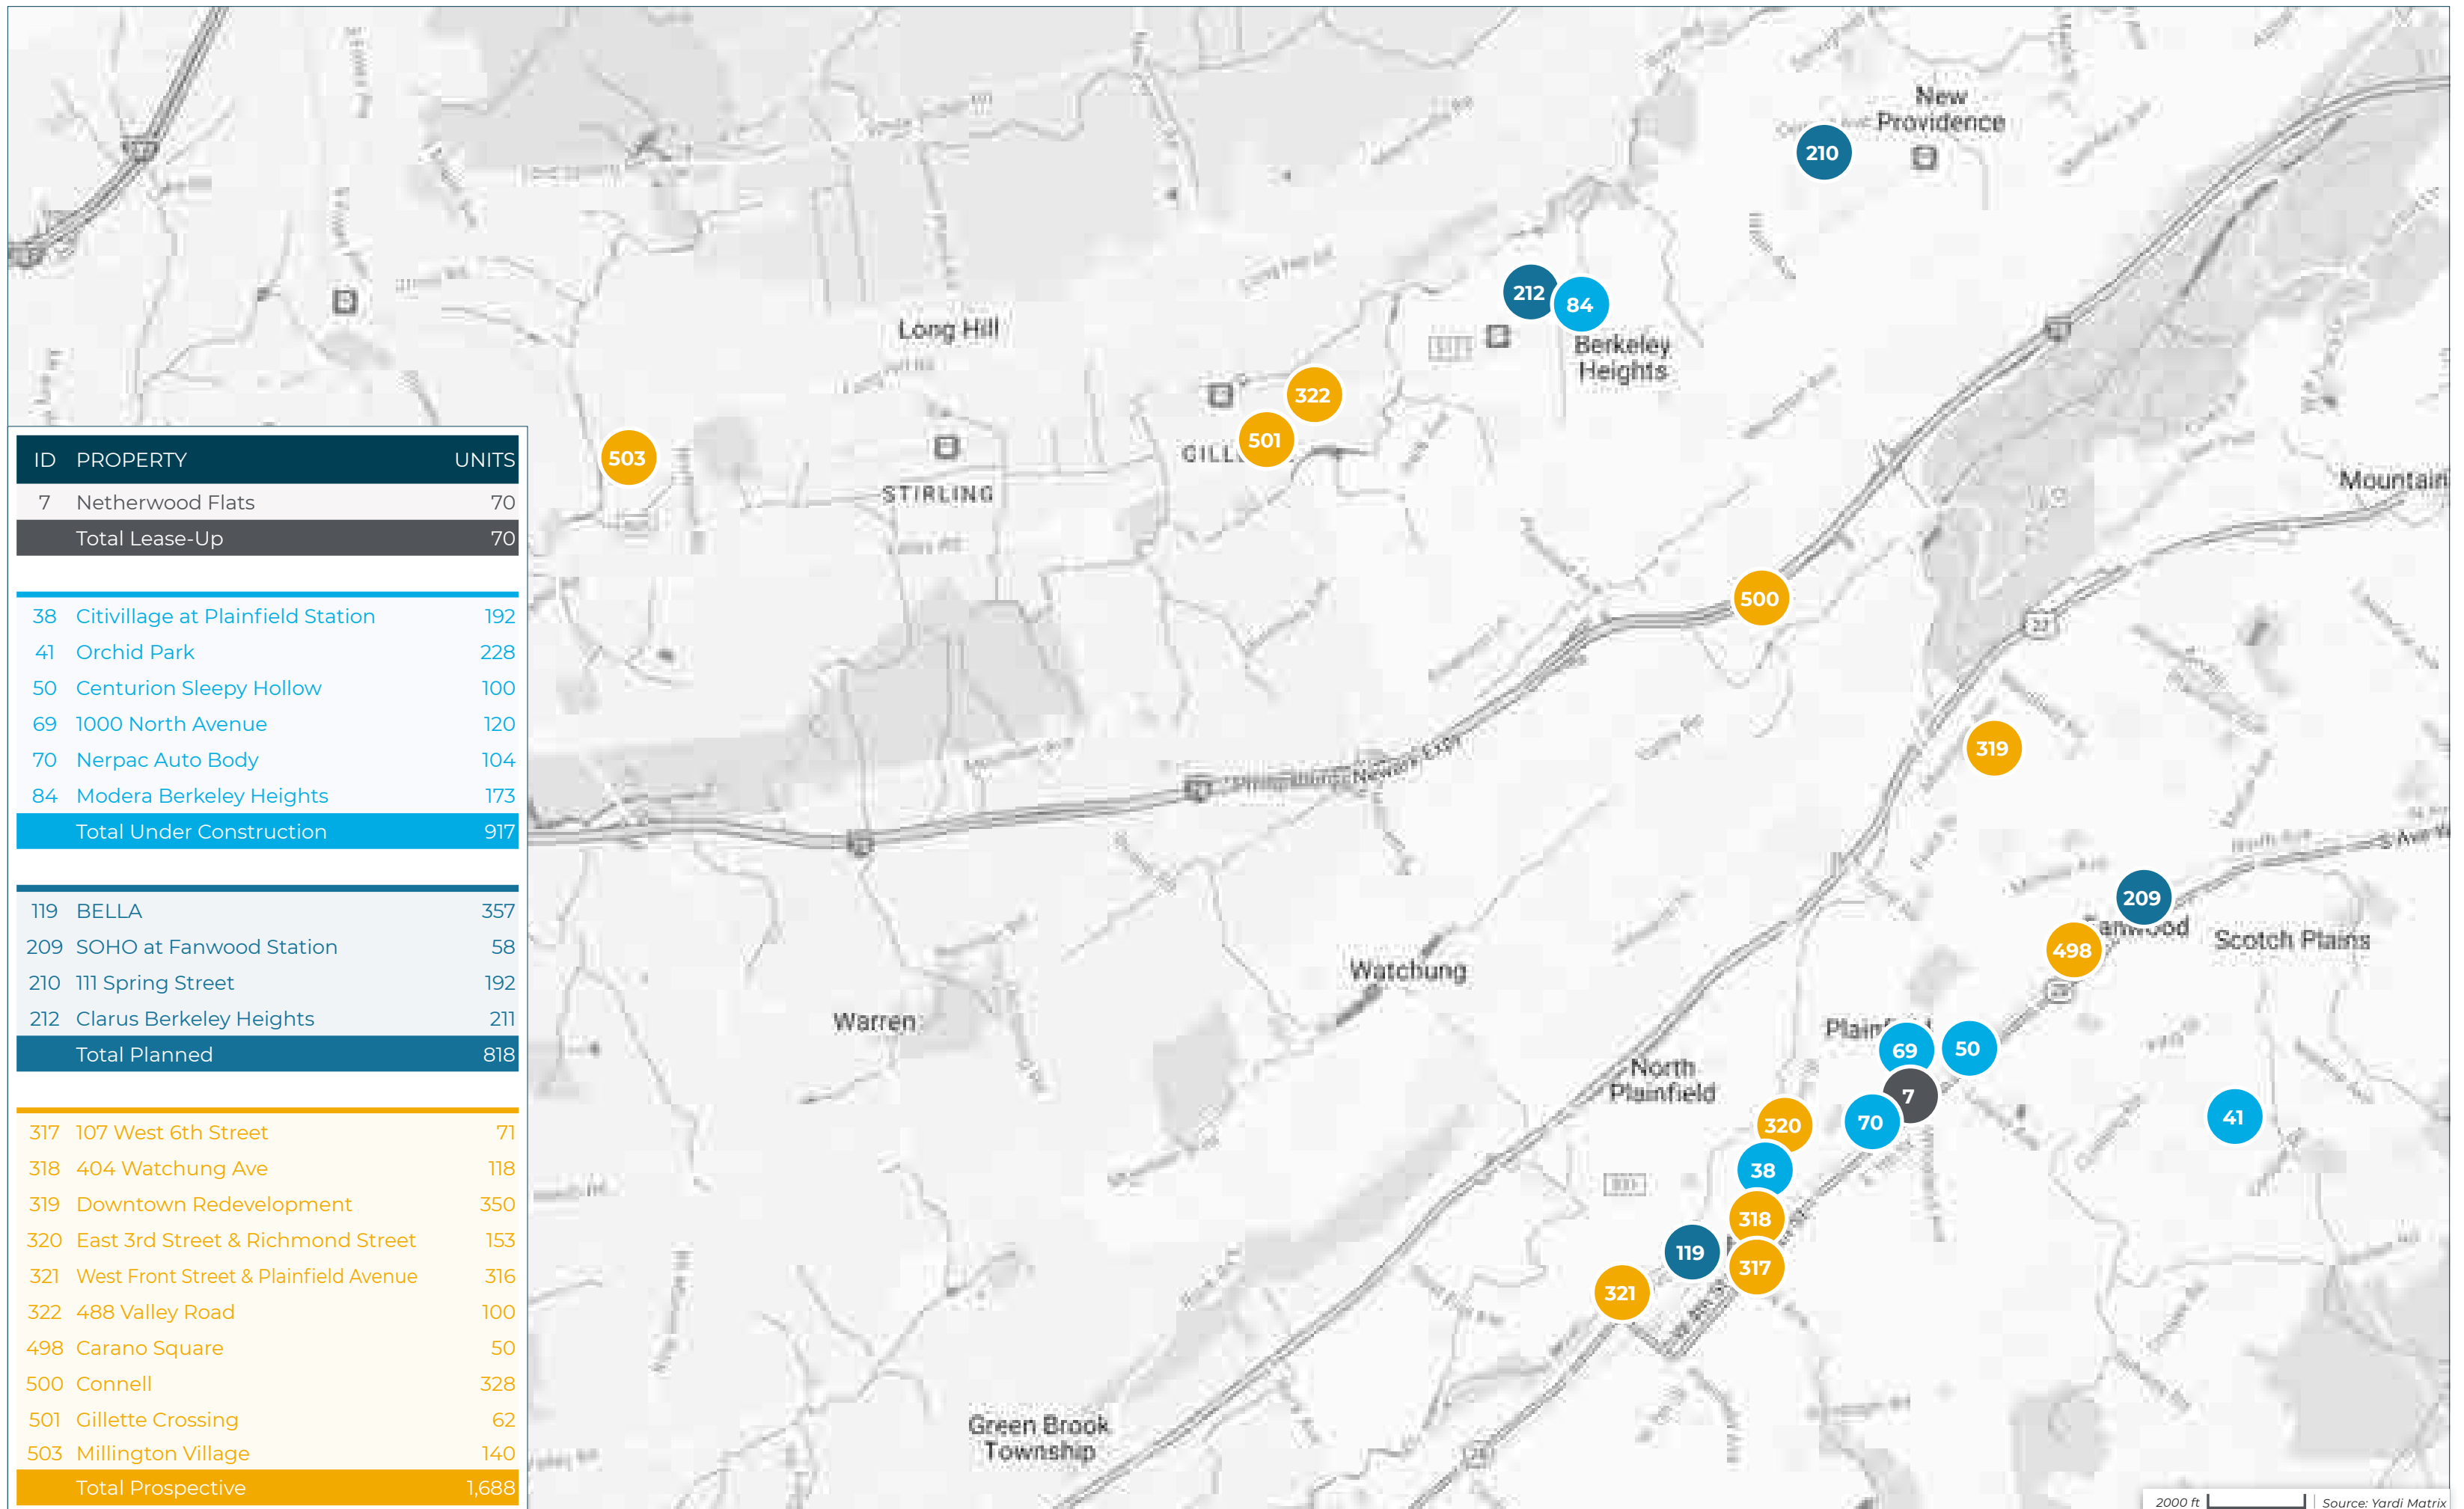 ID PROPERTY UNITS
7 Netherwood Flats 70
Total Lease-Up 70
38 Citivillage at Plainfield Station 192
41 Orchid Park 228
50 Centurion Sleepy Hollow 100
69 1000 North Avenue 120
70 Nerpac Auto Body 104
84 Modera Berkeley Heights 173
Total Under Construction 917
119 BELLA 357
209 SOHO at Fanwood Station 58
210 111 Spring Street 192
212 Clarus Berkeley Heights 211
Total Planned 818
317 107 West 6th Street 71
318 404 Watchung Ave 118
319 Downtown Redevelopment 350
320 East 3rd Street & Richmond Street 153
321 West Front Street & Plainfield Avenue 316
322 488 Valley Road 100
498 Carano Square 50
500 Connell 328
501 Gillette Crossing 62
503 Millington Village 140
Total Prospective 1,688
New
Providence
210
212
84
Berkeley
Heights
Long Hill
322
501
GILL
503
STIRLING
Mountain
500
22
319
209
498
Scotch Plains
Watchung
Warren
69
50
North
Plainfield
7
70
41
320
38
318
119
317
321
Green Brook
Township
28
2000 ft
Source: Yardi Matrix